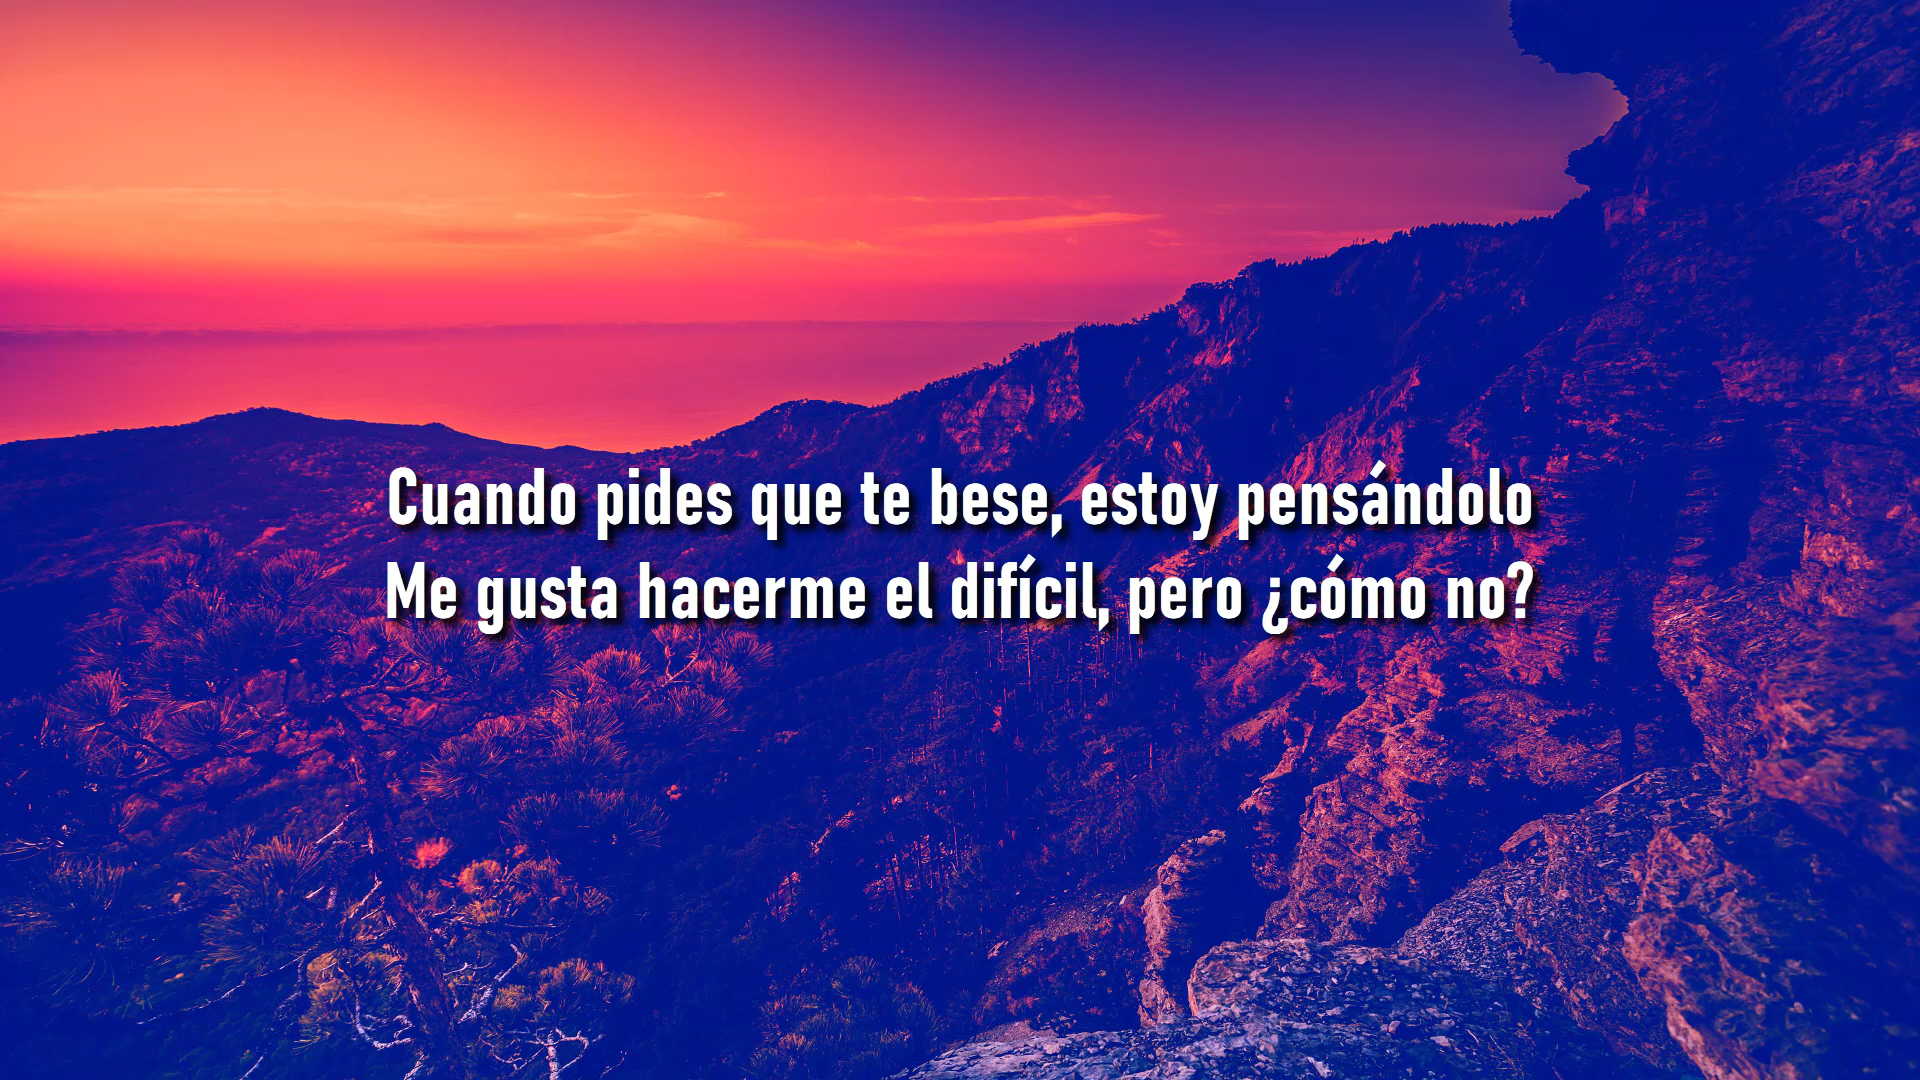 Cuando pides que te bese, estoy pensándolo
Me gusta hacerme el difícil, pero ¿cómo no?